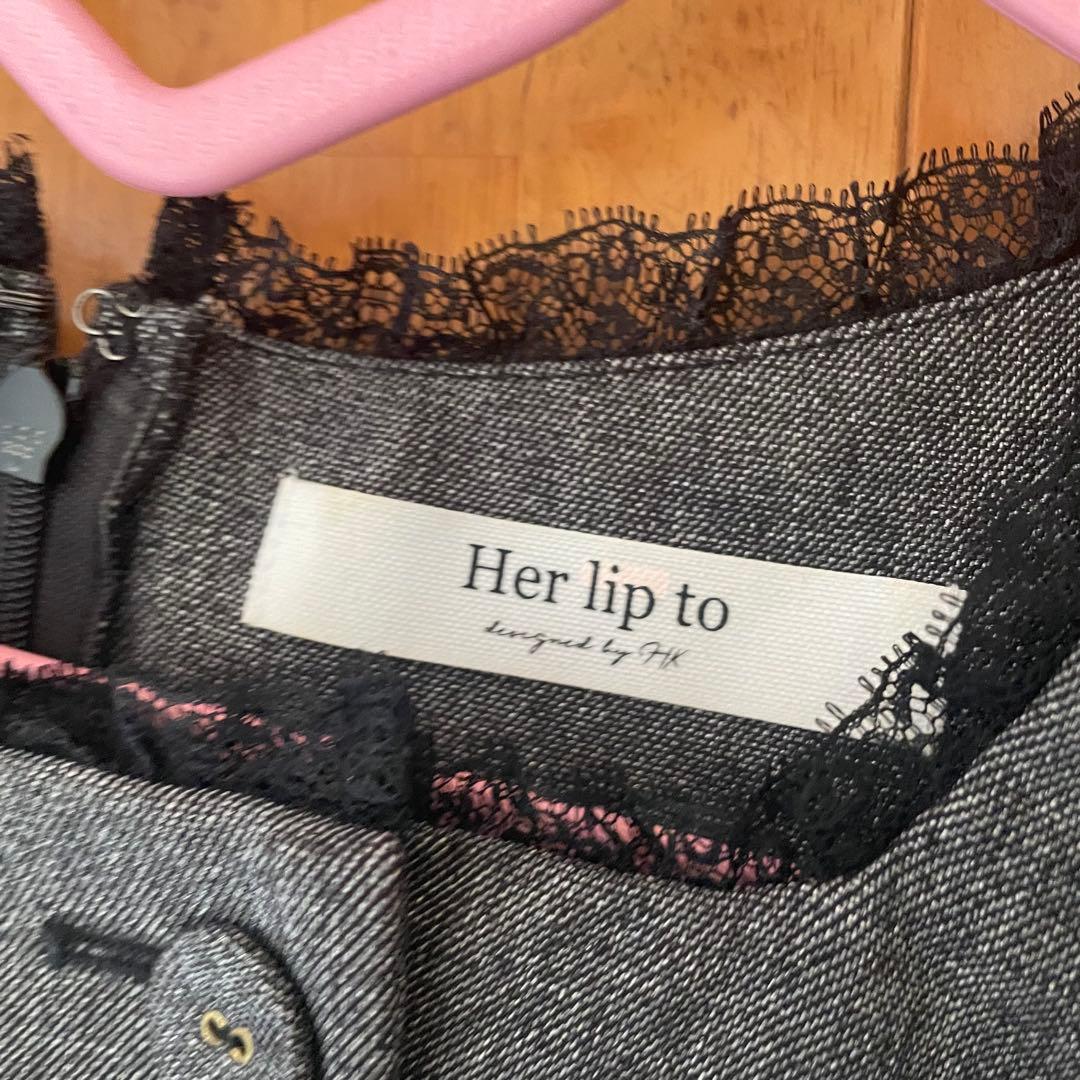 Her lip to
designed by HK